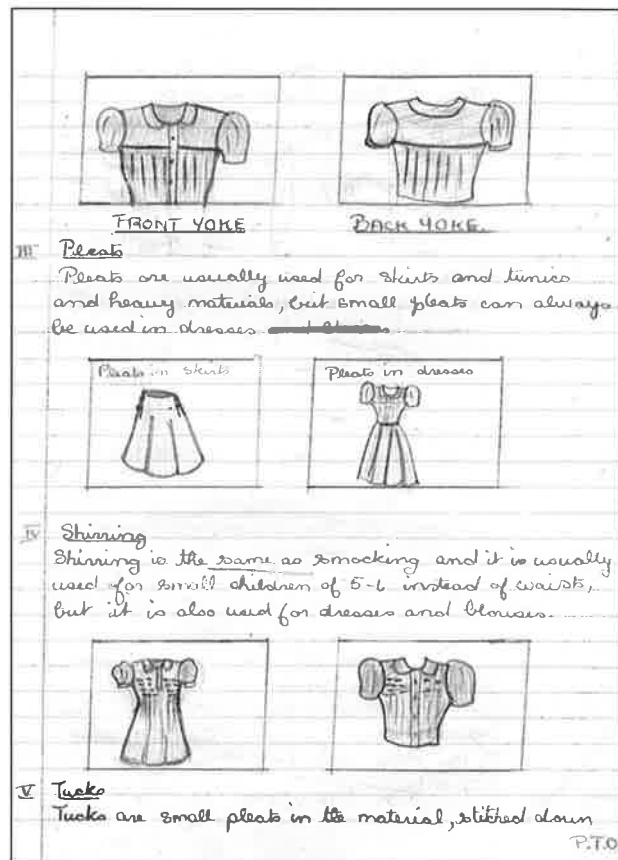 FRONT YOKE
BACK YOKE.
III Pleats
Pleats are usually used for skirts and tunics
and heavy materials, but small pleats can always
be used in dresses
Pleats in skirts
Pleats in dresses
IV Shirring
Shirring is the same as smocking and it is usually
used for small children of 5-6 instead of waists,
but it is also used for dresses and blouses.
V Tucks
Tucks are small pleats in the material, stitched down
P.T.O